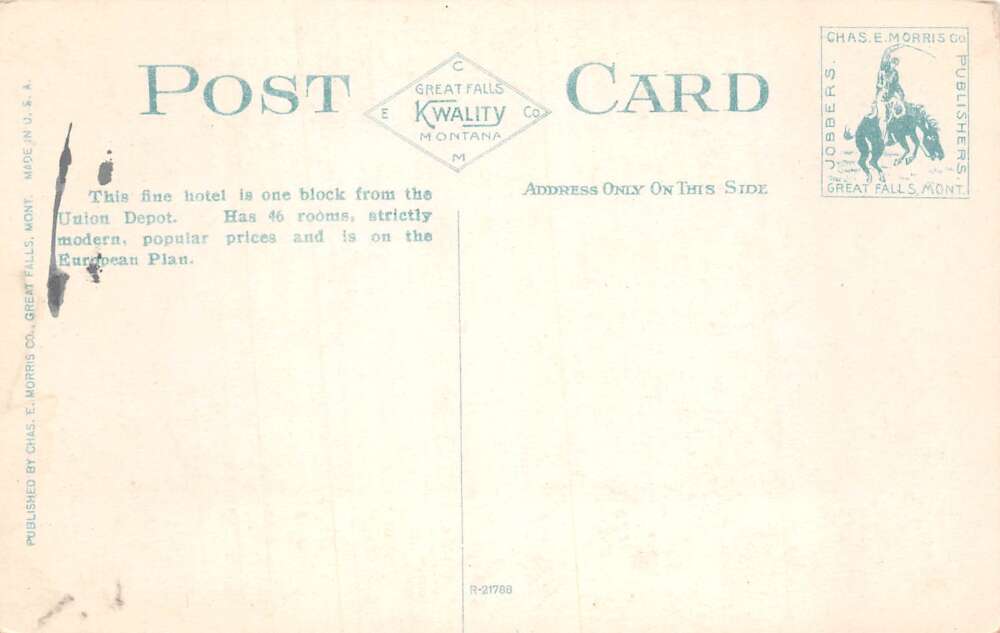 POST CARD
C
GREAT FALLS
E KWALITY Co.
MONTANA
M
CHAS. E. MORRIS Co
JOBBERS.
PUBLISHERS.
GREAT FALLS, MONT.
This fine hotel is one block from the
Union Depot. Has 46 rooms, strictly
modern, popular prices and is on the
European Plan.
ADDRESS ONLY ON THIS SIDE
PUBLISHED BY CHAS. E. MORRIS CO., GREAT FALLS, MONT. MADE IN U. S. A.
R-21788